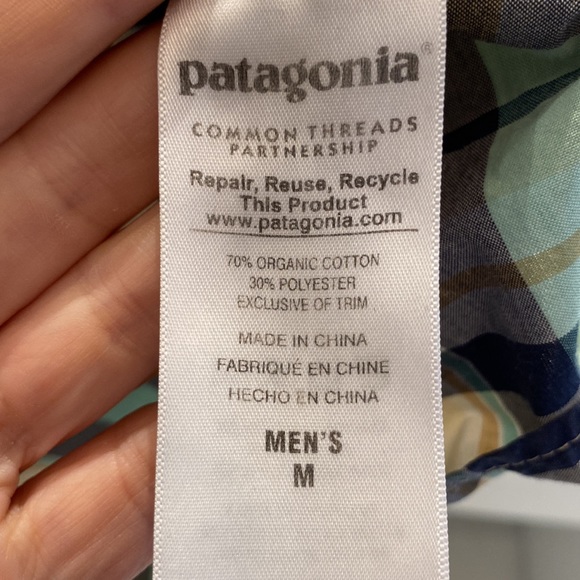 patagonia®
COMMON THREADS
PARTNERSHIP
Repair, Reuse, Recycle
This Product
www.patagonia.com
70% ORGANIC COTTON
30% POLYESTER
EXCLUSIVE OF TRIM
MADE IN CHINA
FABRIQUÉ EN CHINE
HECHO EN CHINA
MEN'S
M